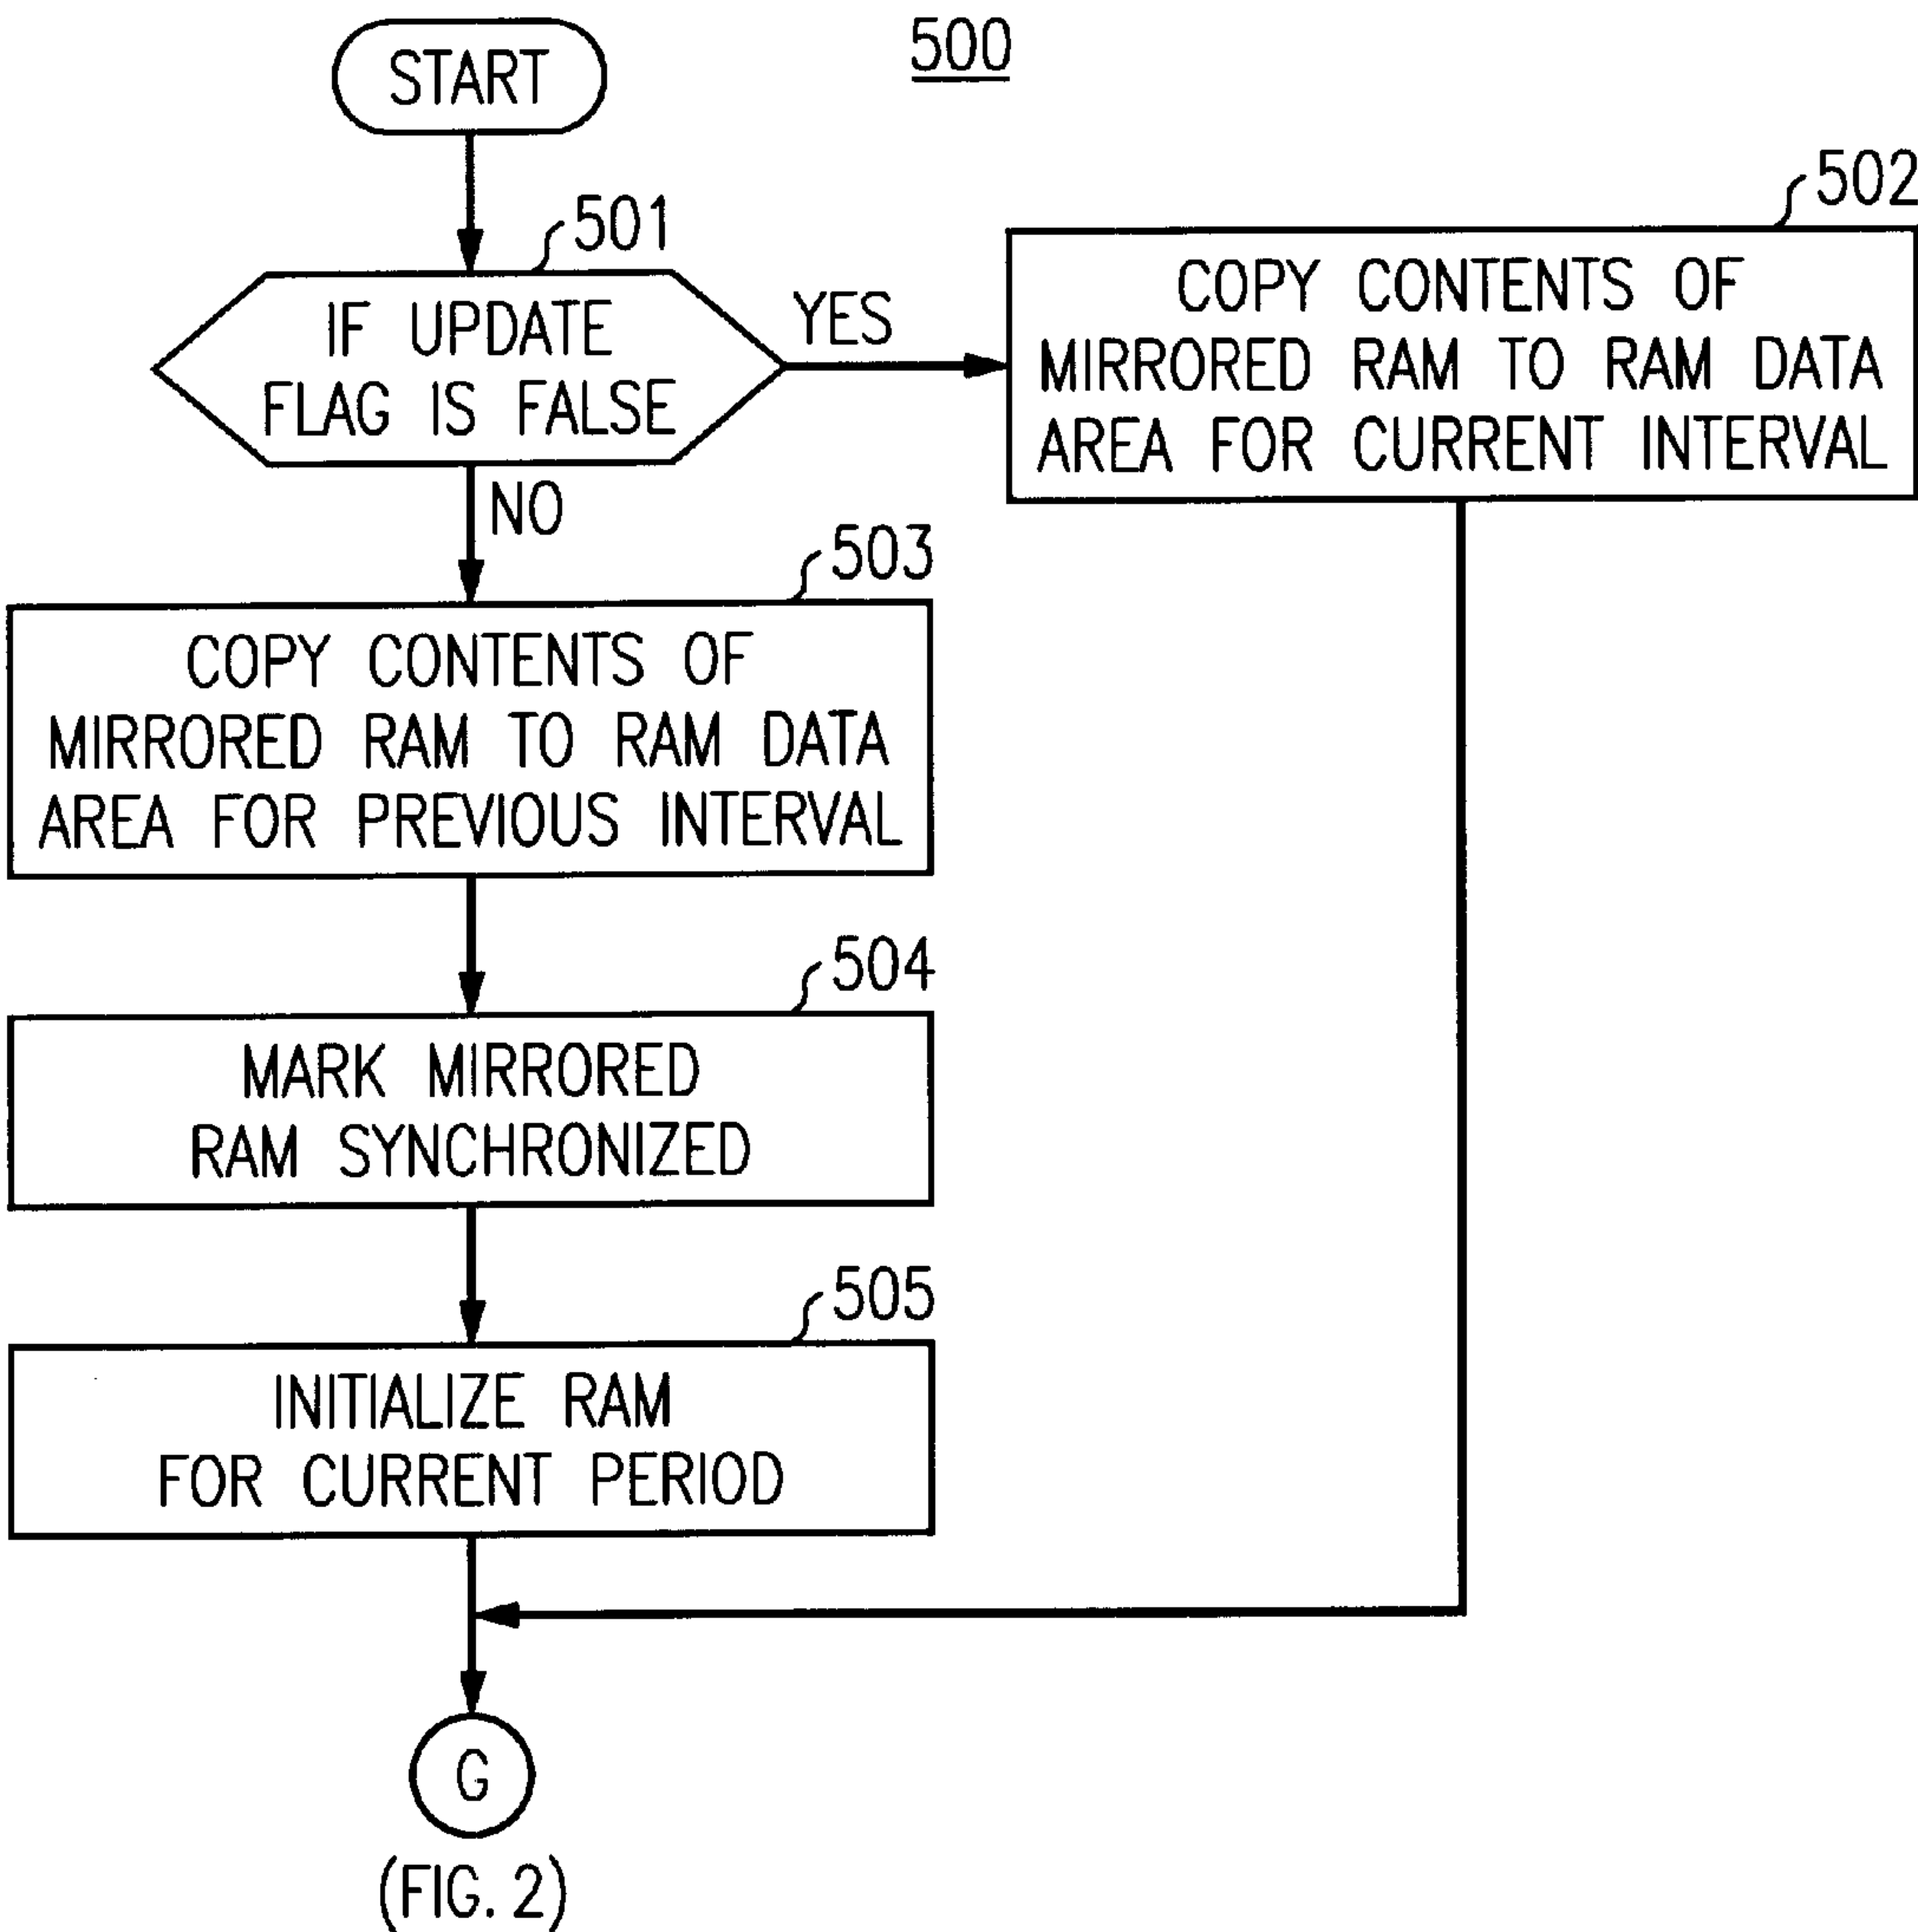 START
500
501
IF UPDATE
FLAG IS FALSE
YES
502
COPY CONTENTS OF
MIRRORED RAM TO RAM DATA
AREA FOR CURRENT INTERVAL
NO
503
COPY CONTENTS OF
MIRRORED RAM TO RAM DATA
AREA FOR PREVIOUS INTERVAL
504
MARK MIRRORED
RAM SYNCHRONIZED
505
INITIALIZE RAM
FOR CURRENT PERIOD
G
(FIG. 2)